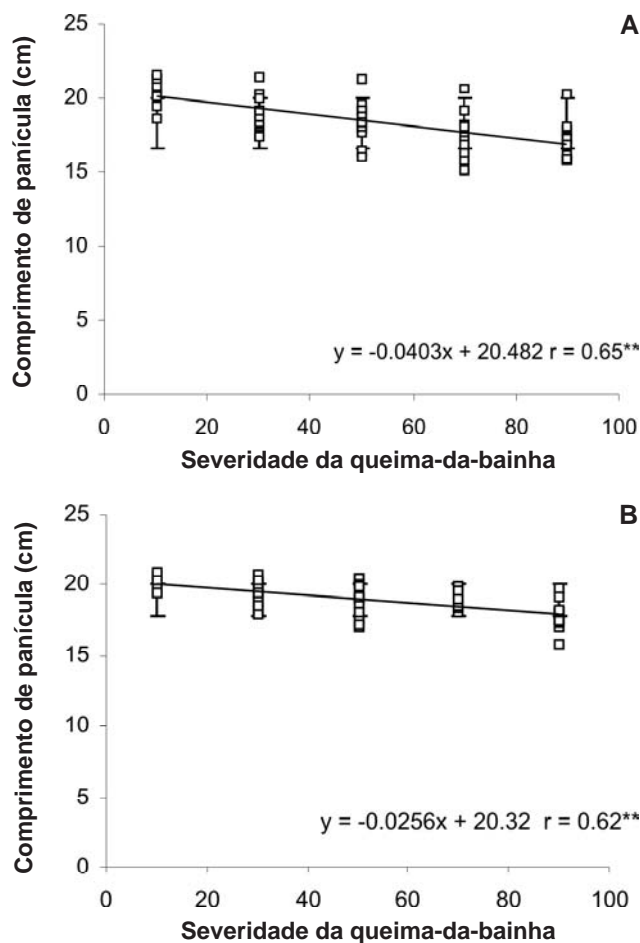 A
Comprimento de panícula (cm)
25
20
15
10
5
0
y = -0.0403x + 20.482 r = 0.65**
0 20 40 60 80 100
Severidade da queima-da-bainha
B
Comprimento de panícula (cm)
25
20
15
10
5
0
y = -0.0256x + 20.32 r = 0.62**
0 20 40 60 80 100
Severidade da queima-da-bainha